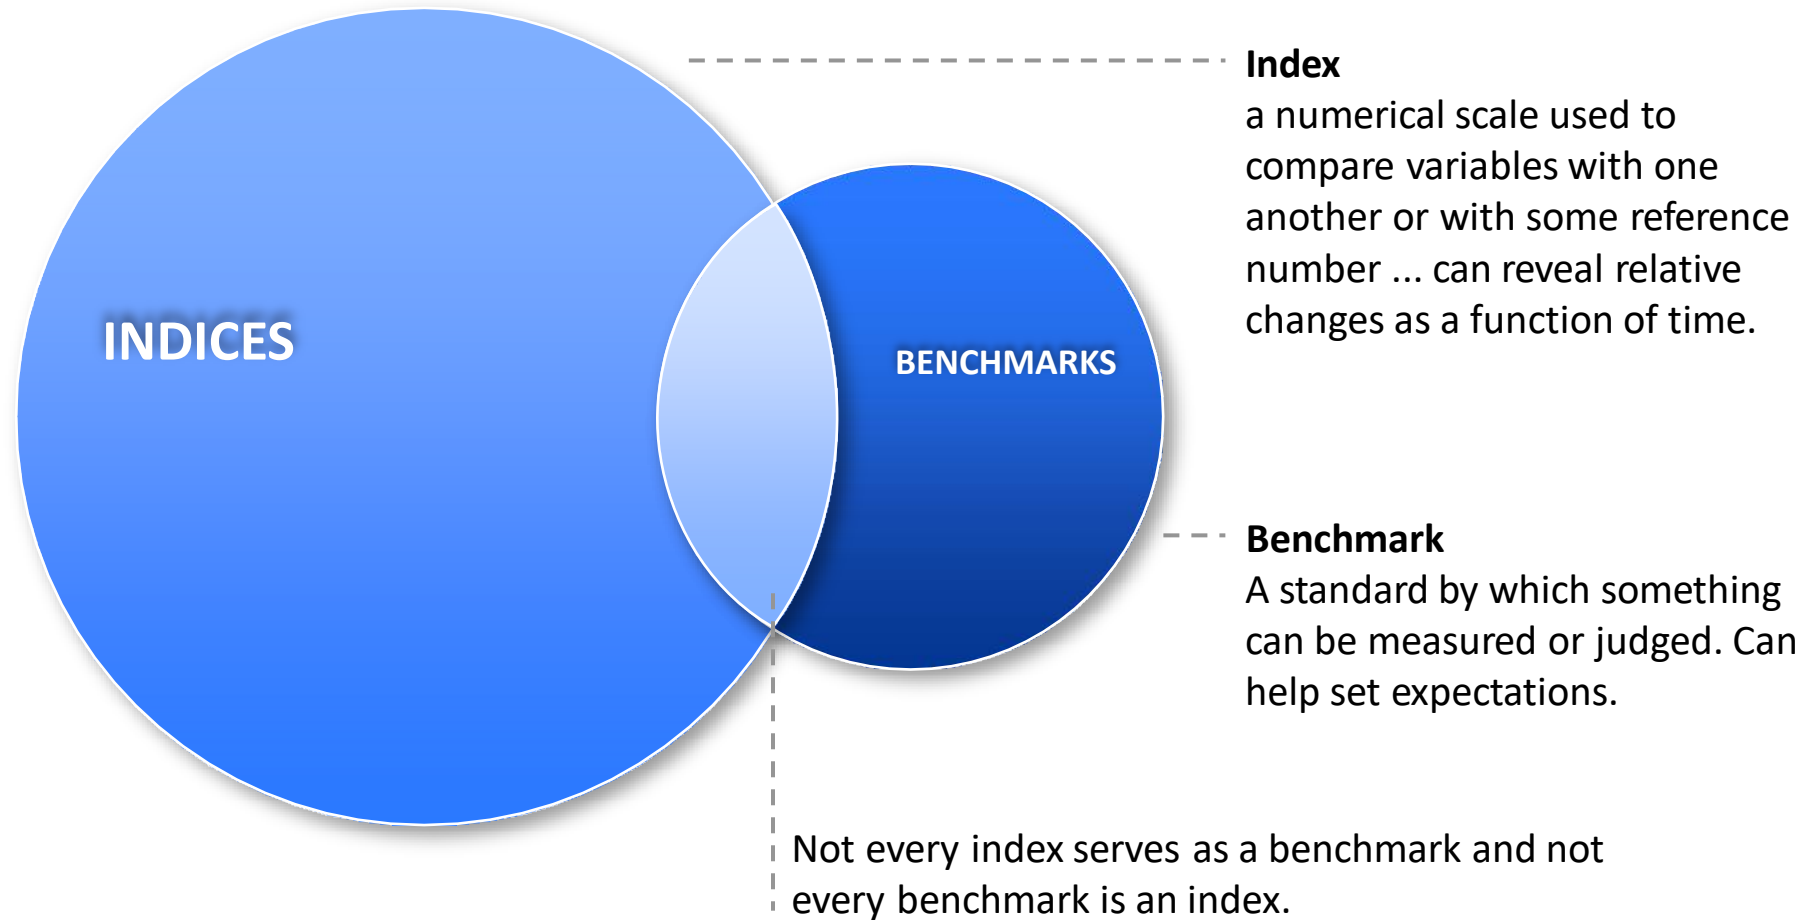 INDICES
BENCHMARKS
Index
a numerical scale used to
compare variables with one
another or with some reference
number ... can reveal relative
changes as a function of time.
Benchmark
A standard by which something
can be measured or judged. Can
help set expectations.
Not every index serves as a benchmark and not
every benchmark is an index.